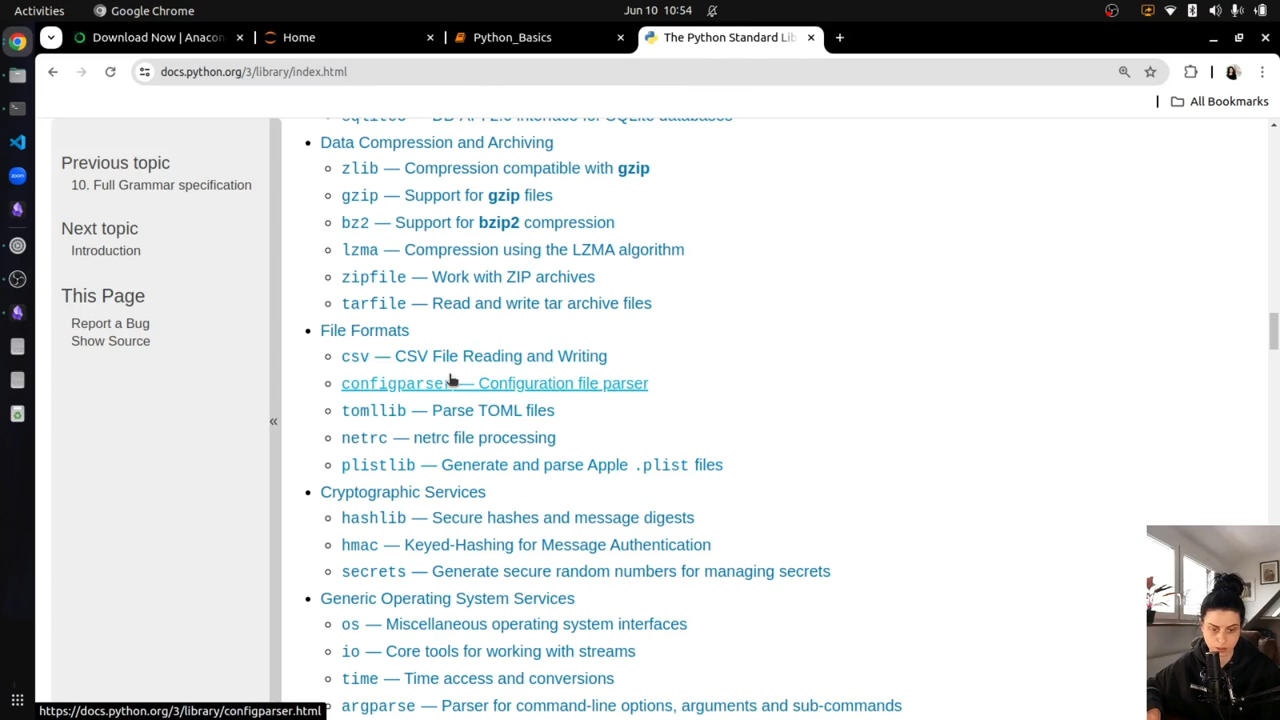 Activities
Google Chrome
Jun 10 10:54
Download Now | Anacon
Home
Python_Basics
The Python Standard Lib
docs.python.org/3/library/index.html
All Bookmarks
Previous topic
10. Full Grammar specification
Next topic
Introduction
This Page
Report a Bug
Show Source
«
— DB-API 2.0 interface for SQLite databases
Data Compression and Archiving
zlib — Compression compatible with gzip
gzip — Support for gzip files
bz2 — Support for bzip2 compression
lzma — Compression using the LZMA algorithm
zipfile — Work with ZIP archives
tarfile — Read and write tar archive files
File Formats
csv — CSV File Reading and Writing
configparser — Configuration file parser
tomllib — Parse TOML files
netrc — netrc file processing
plistlib — Generate and parse Apple .plist files
Cryptographic Services
hashlib — Secure hashes and message digests
hmac — Keyed-Hashing for Message Authentication
secrets — Generate secure random numbers for managing secrets
Generic Operating System Services
os — Miscellaneous operating system interfaces
io — Core tools for working with streams
time — Time access and conversions
argparse — Parser for command-line options, arguments and sub-commands
https://docs.python.org/3/library/configparser.html